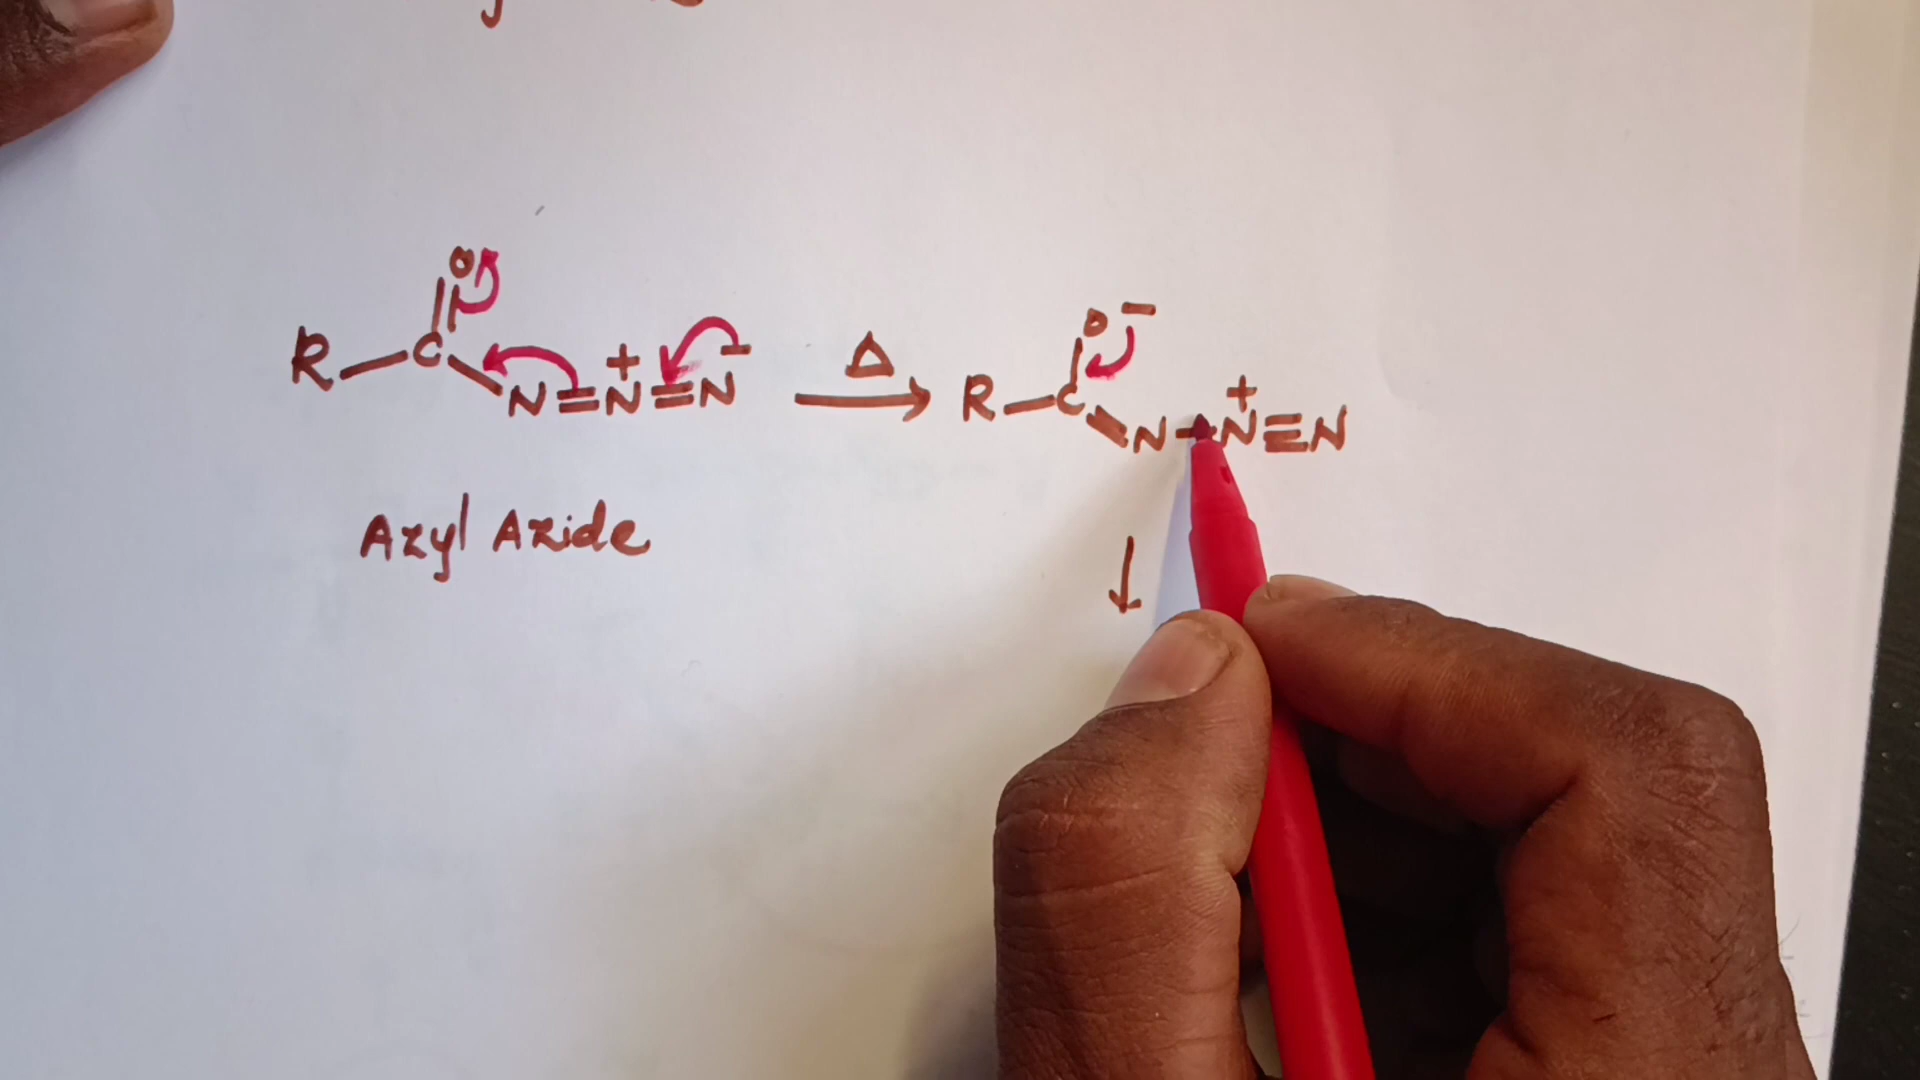 O
R-C-N=N=N
+
-
Δ
O
-
R-C=N-N≡N
+
Azyl Azide